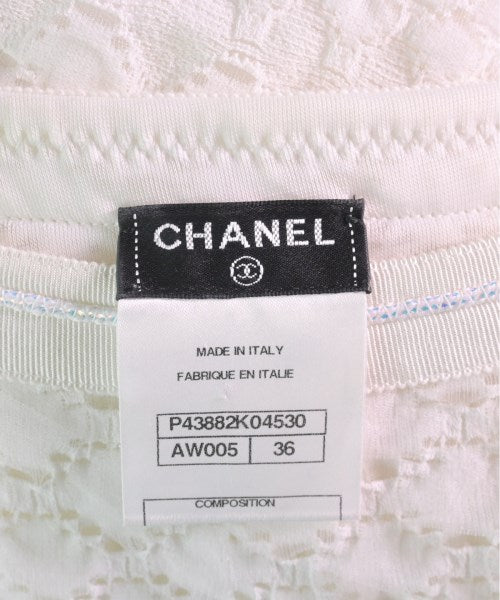 CHANEL
MADE IN ITALY
FABRIQUE EN ITALIE
P43882K04530
AW005 36
COMPOSITION